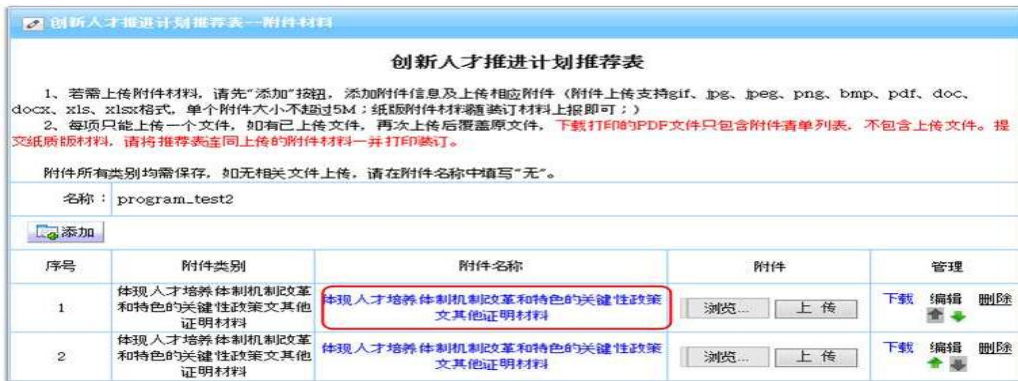 创新人才推进计划推荐表--附件材料
创新人才推进计划推荐表
1、若需上传附件材料，请先“添加”按钮，添加附件信息及上传相应附件（附件上传支持gif、jpg、jpeg、png、bmp、pdf、doc、
docx、xls、xlsx格式，单个附件大小不超过5M；纸版附件材料随装订材料上报即可；）
2、每项只能上传一个文件，如有已上传文件，再次上传后覆盖原文件，下载打印的PDF文件只包含附件清单列表，不包含上传文件。提
交纸质版材料，请将推荐表连同上传的附件材料一并打印装订。
附件所有类别均需保存，如无相关文件上传，请在附件名称中填写“无”。
名称： program_test2
添加
序号 附件类别 附件名称 附件 管理
1 体现人才培养体制机制改革和特色的关键性政策文其他证明材料 体现人才培养体制机制改革和特色的关键性政策文其他证明材料 浏览... 上传 下载 编辑 删除
2 体现人才培养体制机制改革和特色的关键性政策文其他证明材料 体现人才培养体制机制改革和特色的关键性政策文其他证明材料 浏览... 上传 下载 编辑 删除